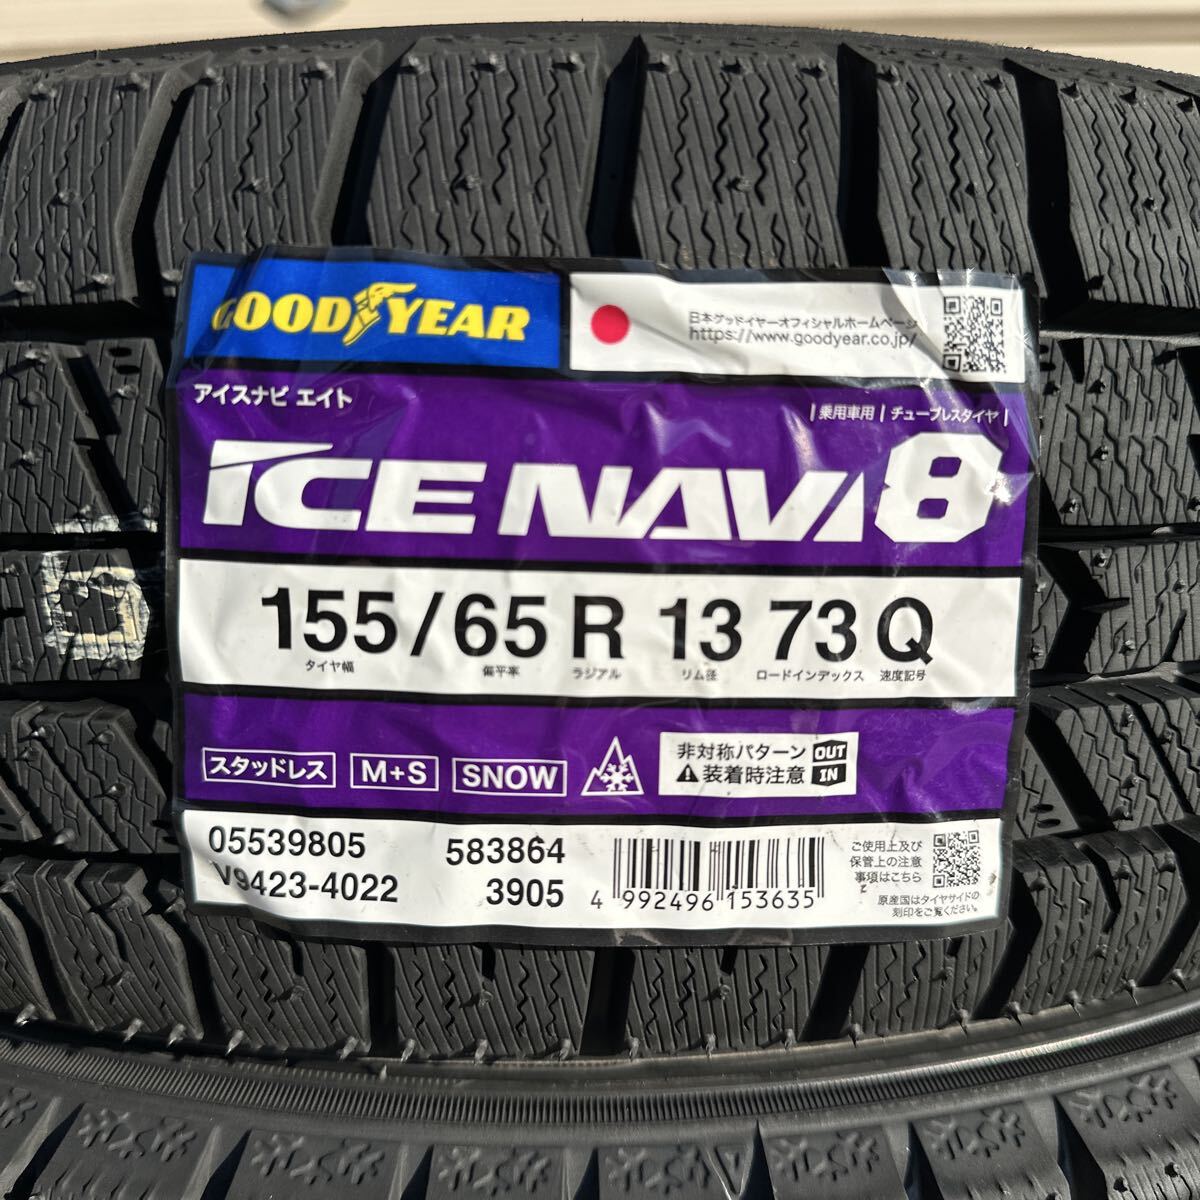 GOOD YEAR
日本グッドイヤーオフィシャルホームページ
https://www.goodyear.co.jp/
アイスナビ エイト
|乗用車用|チューブレスタイヤ|
ICE NAVI 8
155/65 R 13 73 Q
タイヤ幅 偏平率 ラジアル リム径 ロードインデックス 速度記号
スタッドレス M+S SNOW
非対称パターン OUT
装着時注意 IN
05539805 583864
V9423-4022 3905
4 992496 153635
ご使用上及び
保管上の注意
事項はこちら
原産国はタイヤサイドの
刻印をご覧ください。